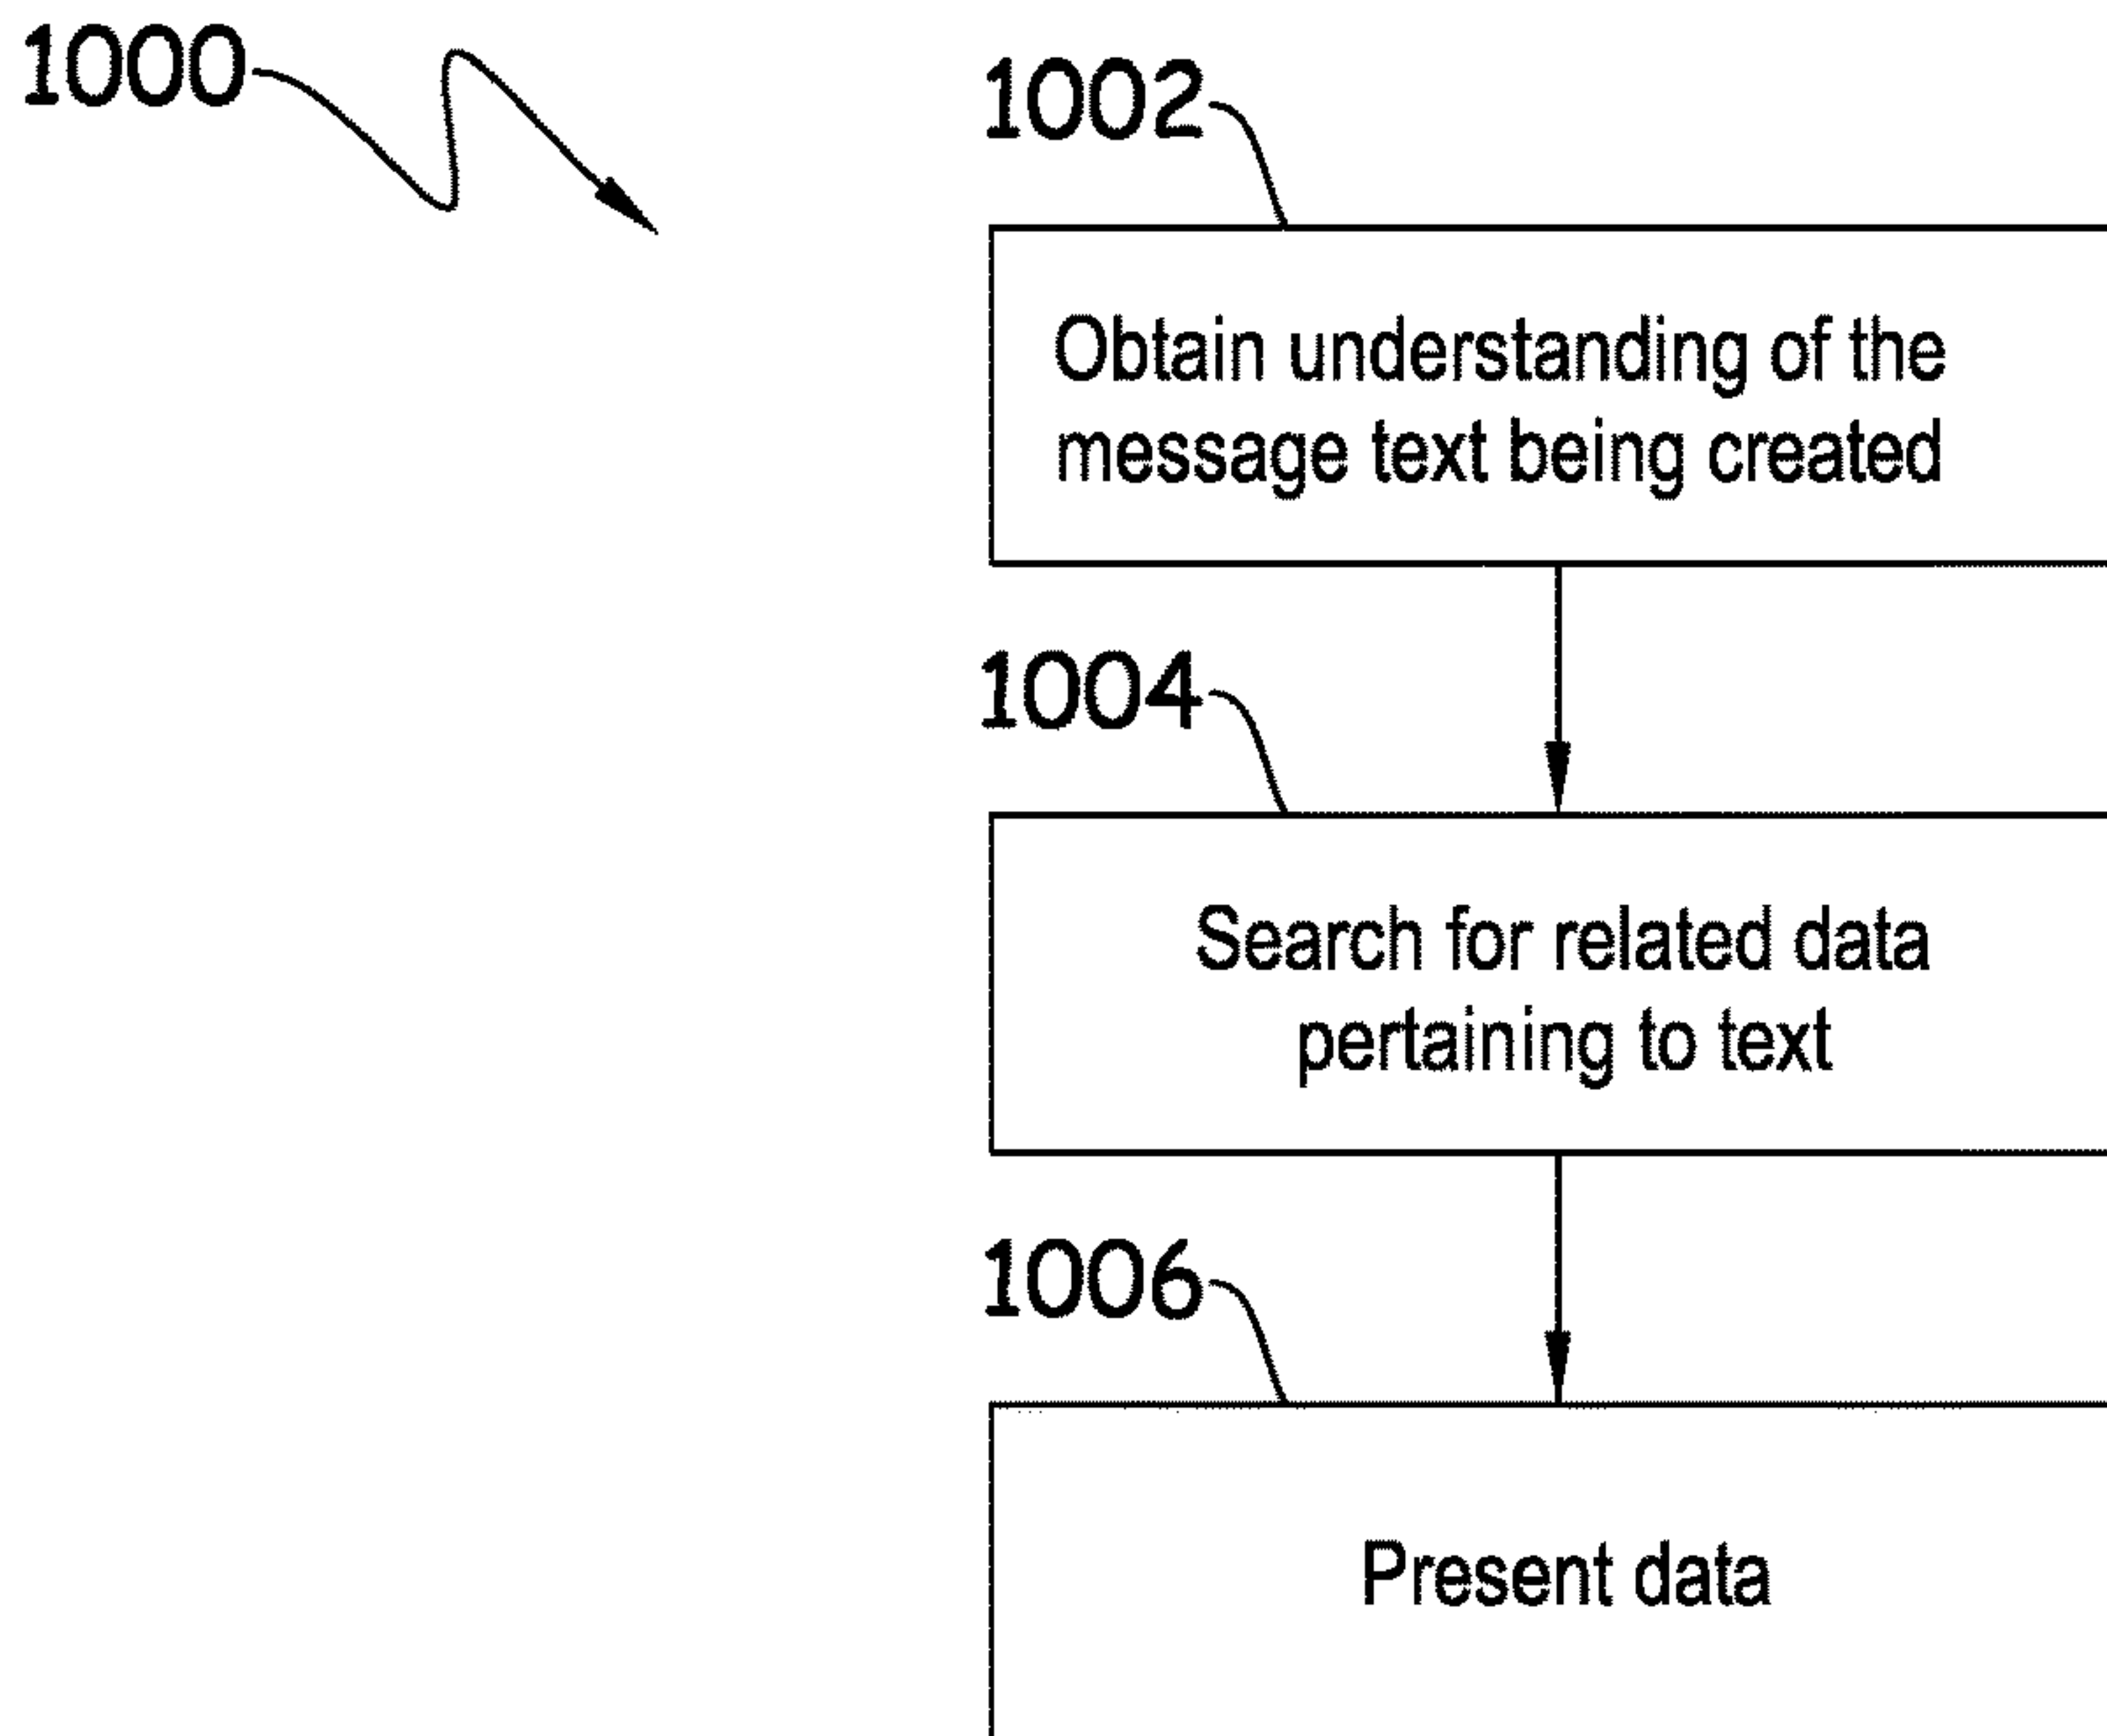 1000
1002
Obtain understanding of the
message text being created
1004
Search for related data
pertaining to text
1006
Present data